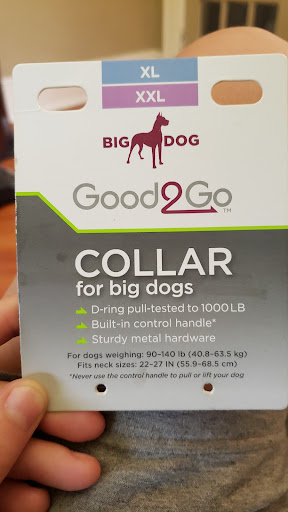 XL
XXL
BIG DOG
Good2Go™
COLLAR
for big dogs
D-ring pull-tested to 1000 LB
Built-in control handle*
Sturdy metal hardware
For dogs weighing: 90-140 lb (40.8-63.5 kg)
Fits neck sizes: 22-27 IN (55.9-68.5 cm)
*Never use the control handle to pull or lift your dog